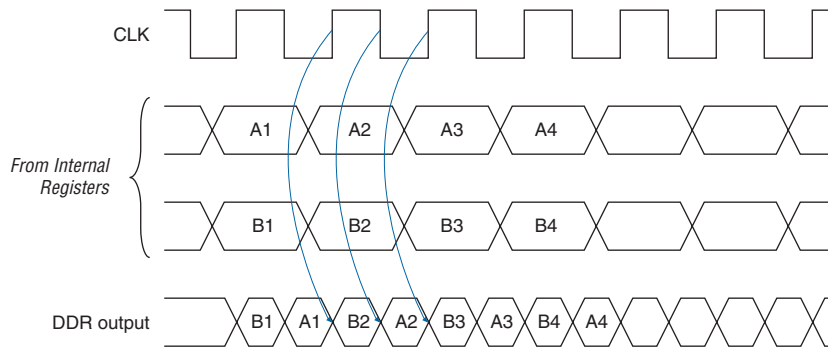 CLK
A1 A2 A3 A4
From Internal
Registers
B1 B2 B3 B4
DDR output
B1 A1 B2 A2 B3 A3 B4 A4